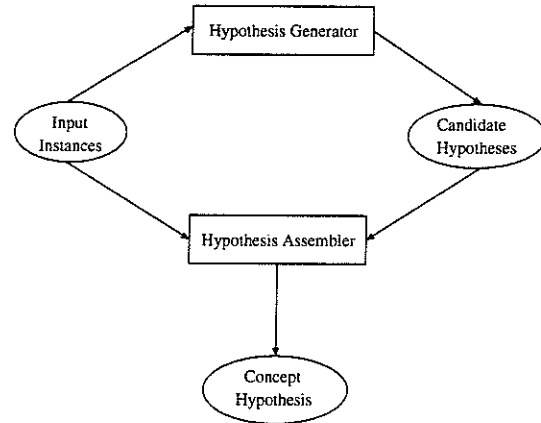 Hypothesis Generator
Input
Instances
Candidate
Hypotheses
Hypothesis Assembler
Concept
Hypothesis